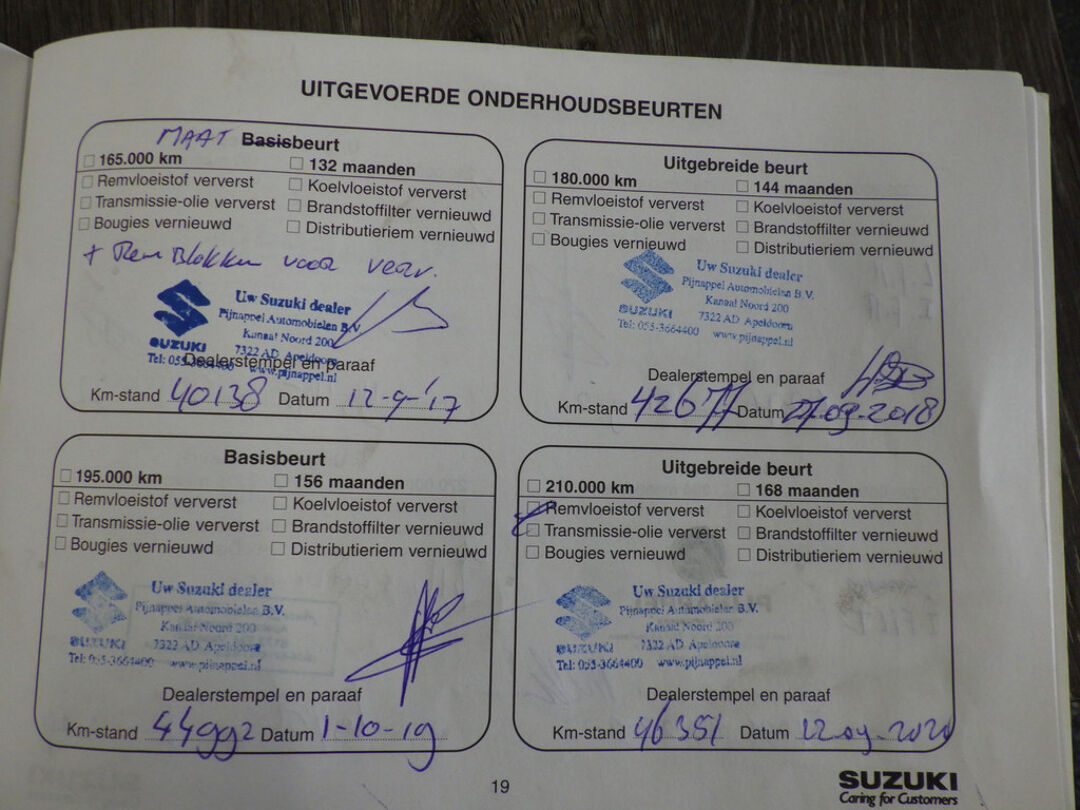 UITGEVOERDE ONDERHOUDSBEURTEN
MAAT Basisbeurt
165.000 km 132 maanden
Remvloeistof ververst Koelvloeistof ververst
Transmissie-olie ververst Brandstoffilter vernieuwd
Bougies vernieuwd Distributieriem vernieuwd
+ RemBlokken voor verv.
Uw Suzuki dealer
Pijnappel Automobielen B.V.
Kanaal Noord 200
SUZUKI 7322 AD Apeldoorn
Tel: 055-3664400 www.pijnappel.nl
Dealerstempel en paraaf
Km-stand 40138 Datum 12-9-'17
Uitgebreide beurt
180.000 km 144 maanden
Remvloeistof ververst Koelvloeistof ververst
Transmissie-olie ververst Brandstoffilter vernieuwd
Bougies vernieuwd Distributieriem vernieuwd
Uw Suzuki dealer
Pijnappel Automobielen B.V.
Kanaal Noord 200
SUZUKI 7322 AD Apeldoorn
Tel: 055-3664400 www.pijnappel.nl
Dealerstempel en paraaf
Km-stand 42677 Datum 27.09.2018
Basisbeurt
195.000 km 156 maanden
Remvloeistof ververst Koelvloeistof ververst
Transmissie-olie ververst Brandstoffilter vernieuwd
Bougies vernieuwd Distributieriem vernieuwd
Uw Suzuki dealer
Pijnappel Automobielen B.V.
Kanaal Noord 200
SUZUKI 7322 AD Apeldoorn
Tel: 055-3664400 www.pijnappel.nl
Dealerstempel en paraaf
Km-stand 44992 Datum 1-10-19
Uitgebreide beurt
210.000 km 168 maanden
Remvloeistof ververst Koelvloeistof ververst
Transmissie-olie ververst Brandstoffilter vernieuwd
Bougies vernieuwd Distributieriem vernieuwd
Uw Suzuki dealer
Pijnappel Automobielen B.V.
Kanaal Noord 200
SUZUKI 7322 AD Apeldoorn
Tel: 055-3664400 www.pijnappel.nl
Dealerstempel en paraaf
Km-stand 46351 Datum 22.09.2020
19
SUZUKI
Caring for Customers